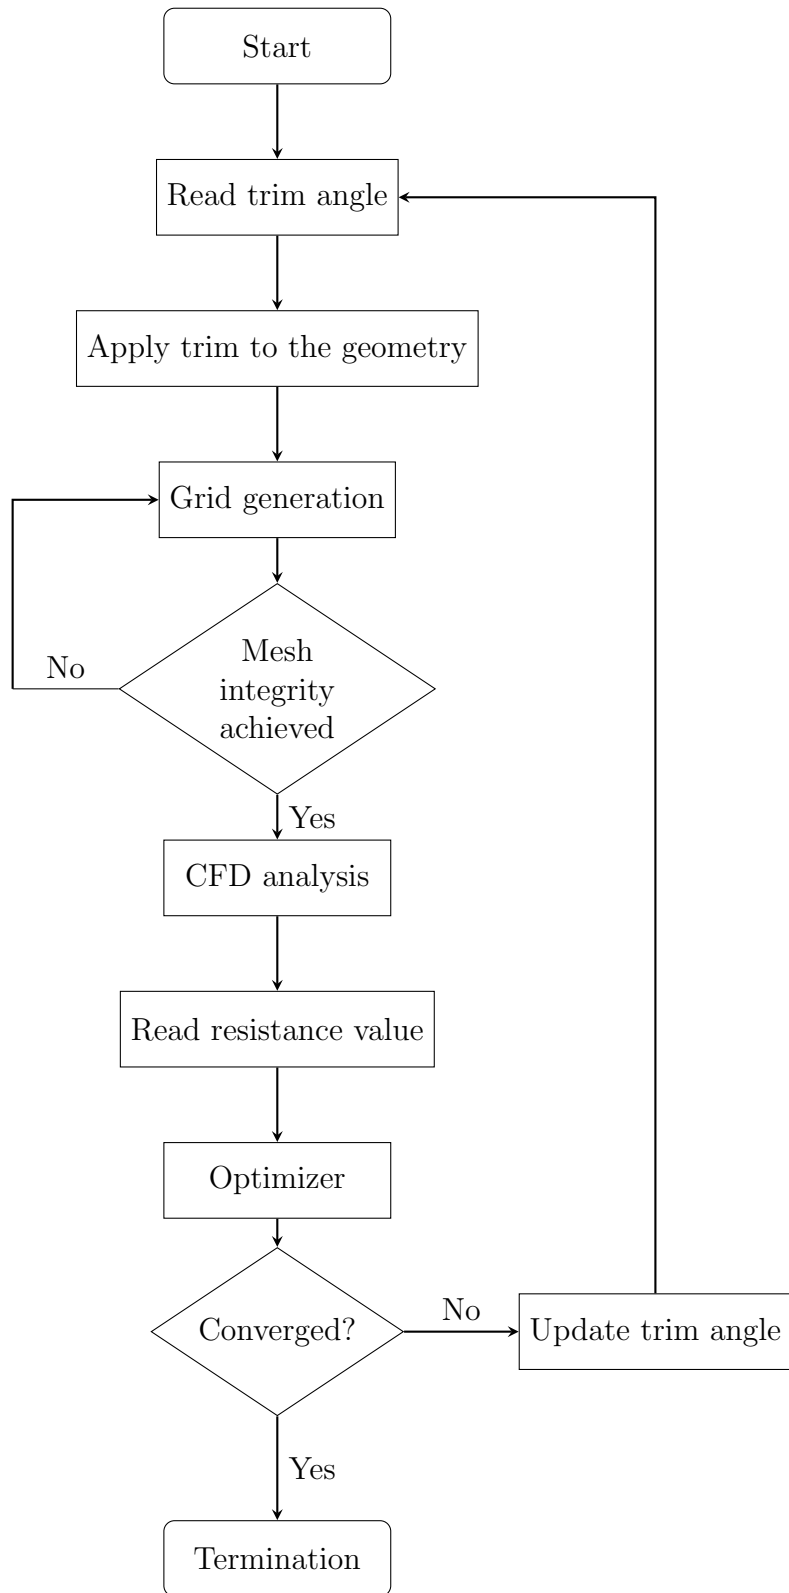 Start
Read trim angle
Apply trim to the geometry
Grid generation
Mesh
integrity
achieved
No
Yes
CFD analysis
Read resistance value
Optimizer
Converged?
No
Update trim angle
Yes
Termination